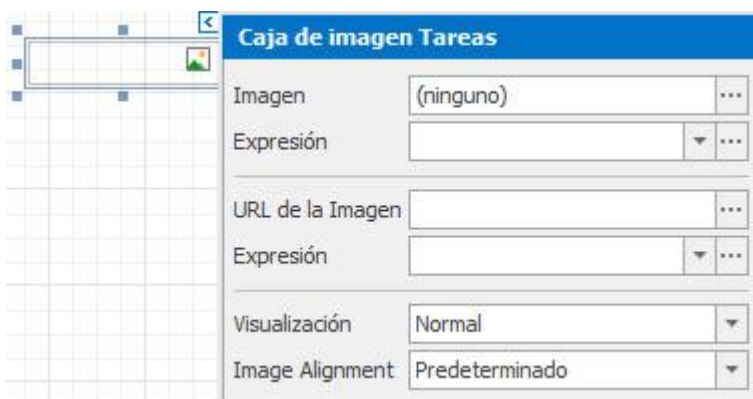 Caja de imagen Tareas
Imagen (ninguno)
Expresión
URL de la Imagen
Expresión
Visualización Normal
Image Alignment Predeterminado